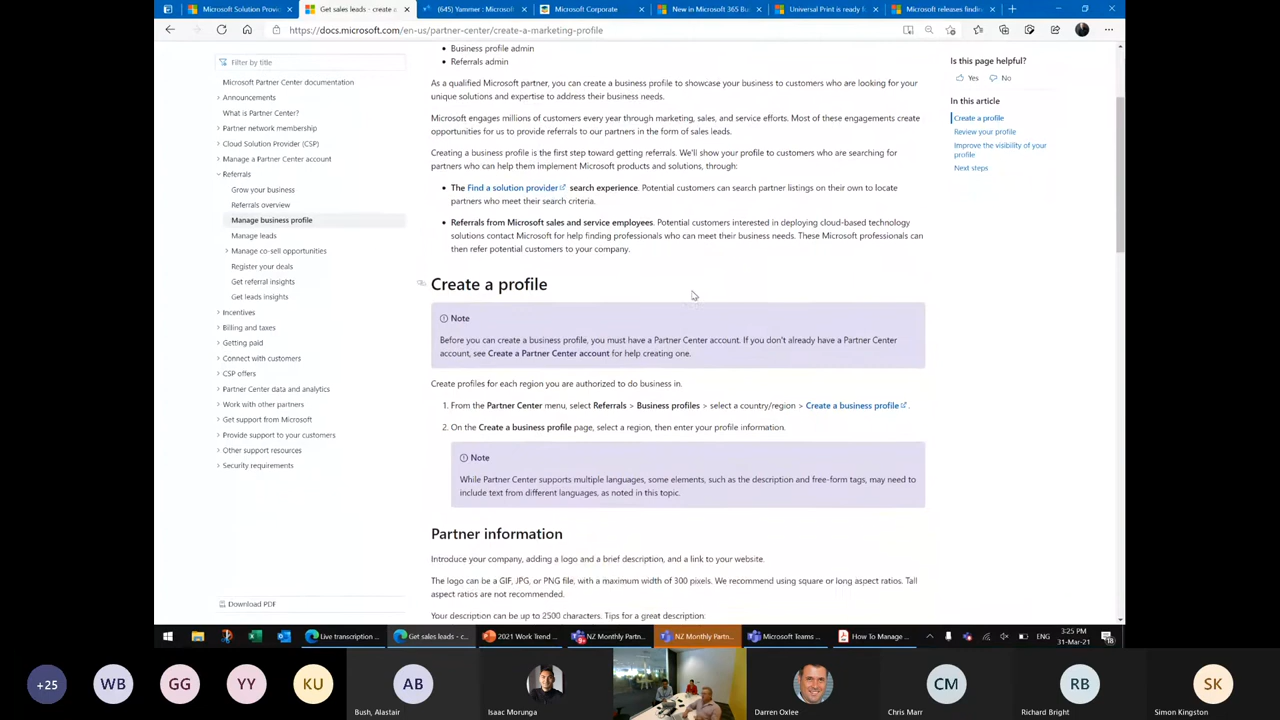 Microsoft Solution Provi
Get sales leads - create a
(645) Yammer : Microsof
Microsoft Corporate
New in Microsoft 365 Bu
Universal Print is ready f
Microsoft releases findin
https://docs.microsoft.com/en-us/partner-center/create-a-marketing-profile
Filter by title
Microsoft Partner Center documentation
Announcements
What is Partner Center?
Partner network membership
Cloud Solution Provider (CSP)
Manage a Partner Center account
Referrals
Grow your business
Referrals overview
Manage business profile
Manage leads
Manage co-sell opportunities
Register your deals
Get referral insights
Get leads insights
Incentives
Billing and taxes
Getting paid
Connect with customers
CSP offers
Partner Center data and analytics
Work with other partners
Get support from Microsoft
Provide support to your customers
Other support resources
Security requirements
Download PDF
Business profile admin
Referrals admin
As a qualified Microsoft partner, you can create a business profile to showcase your business to customers who are looking for your
unique solutions and expertise to address their business needs.
Microsoft engages millions of customers every year through marketing, sales, and service efforts. Most of these engagements create
opportunities for us to provide referrals to our partners in the form of sales leads.
Creating a business profile is the first step toward getting referrals. We'll show your profile to customers who are searching for
partners who can help them implement Microsoft products and solutions, through:
The Find a solution provider search experience. Potential customers can search partner listings on their own to locate
partners who meet their search criteria.
Referrals from Microsoft sales and service employees. Potential customers interested in deploying cloud-based technology
solutions contact Microsoft for help finding professionals who can meet their business needs. These Microsoft professionals can
then refer potential customers to your company.
Create a profile
Note
Before you can create a business profile, you must have a Partner Center account. If you don't already have a Partner Center
account, see Create a Partner Center account for help creating one.
Create profiles for each region you are authorized to do business in.
1. From the Partner Center menu, select Referrals > Business profiles > select a country/region > Create a business profile .
2. On the Create a business profile page, select a region, then enter your profile information.
Note
While Partner Center supports multiple languages, some elements, such as the description and free-form tags, may need to
include text from different languages, as noted in this topic.
Partner information
Introduce your company, adding a logo and a brief description, and a link to your website.
The logo can be a GIF, JPG, or PNG file, with a maximum width of 300 pixels. We recommend using square or long aspect ratios. Tall
aspect ratios are not recommended.
Your description can be up to 2500 characters. Tips for a great description:
Is this page helpful?
Yes No
In this article
Create a profile
Review your profile
Improve the visibility of your
profile
Next steps
Live transcription ...
Get sales leads - c...
2021 Work Trend ...
NZ Monthly Partn...
NZ Monthly Partn...
Microsoft Teams ...
How To Manage ...
ENG
3:25 PM
31-Mar-21
18
+25
WB
GG
YY
KU
AB
Bush, Alastair
Isaac Morunga
Darren Oxlee
CM
Chris Marr
RB
Richard Bright
SK
Simon Kingston